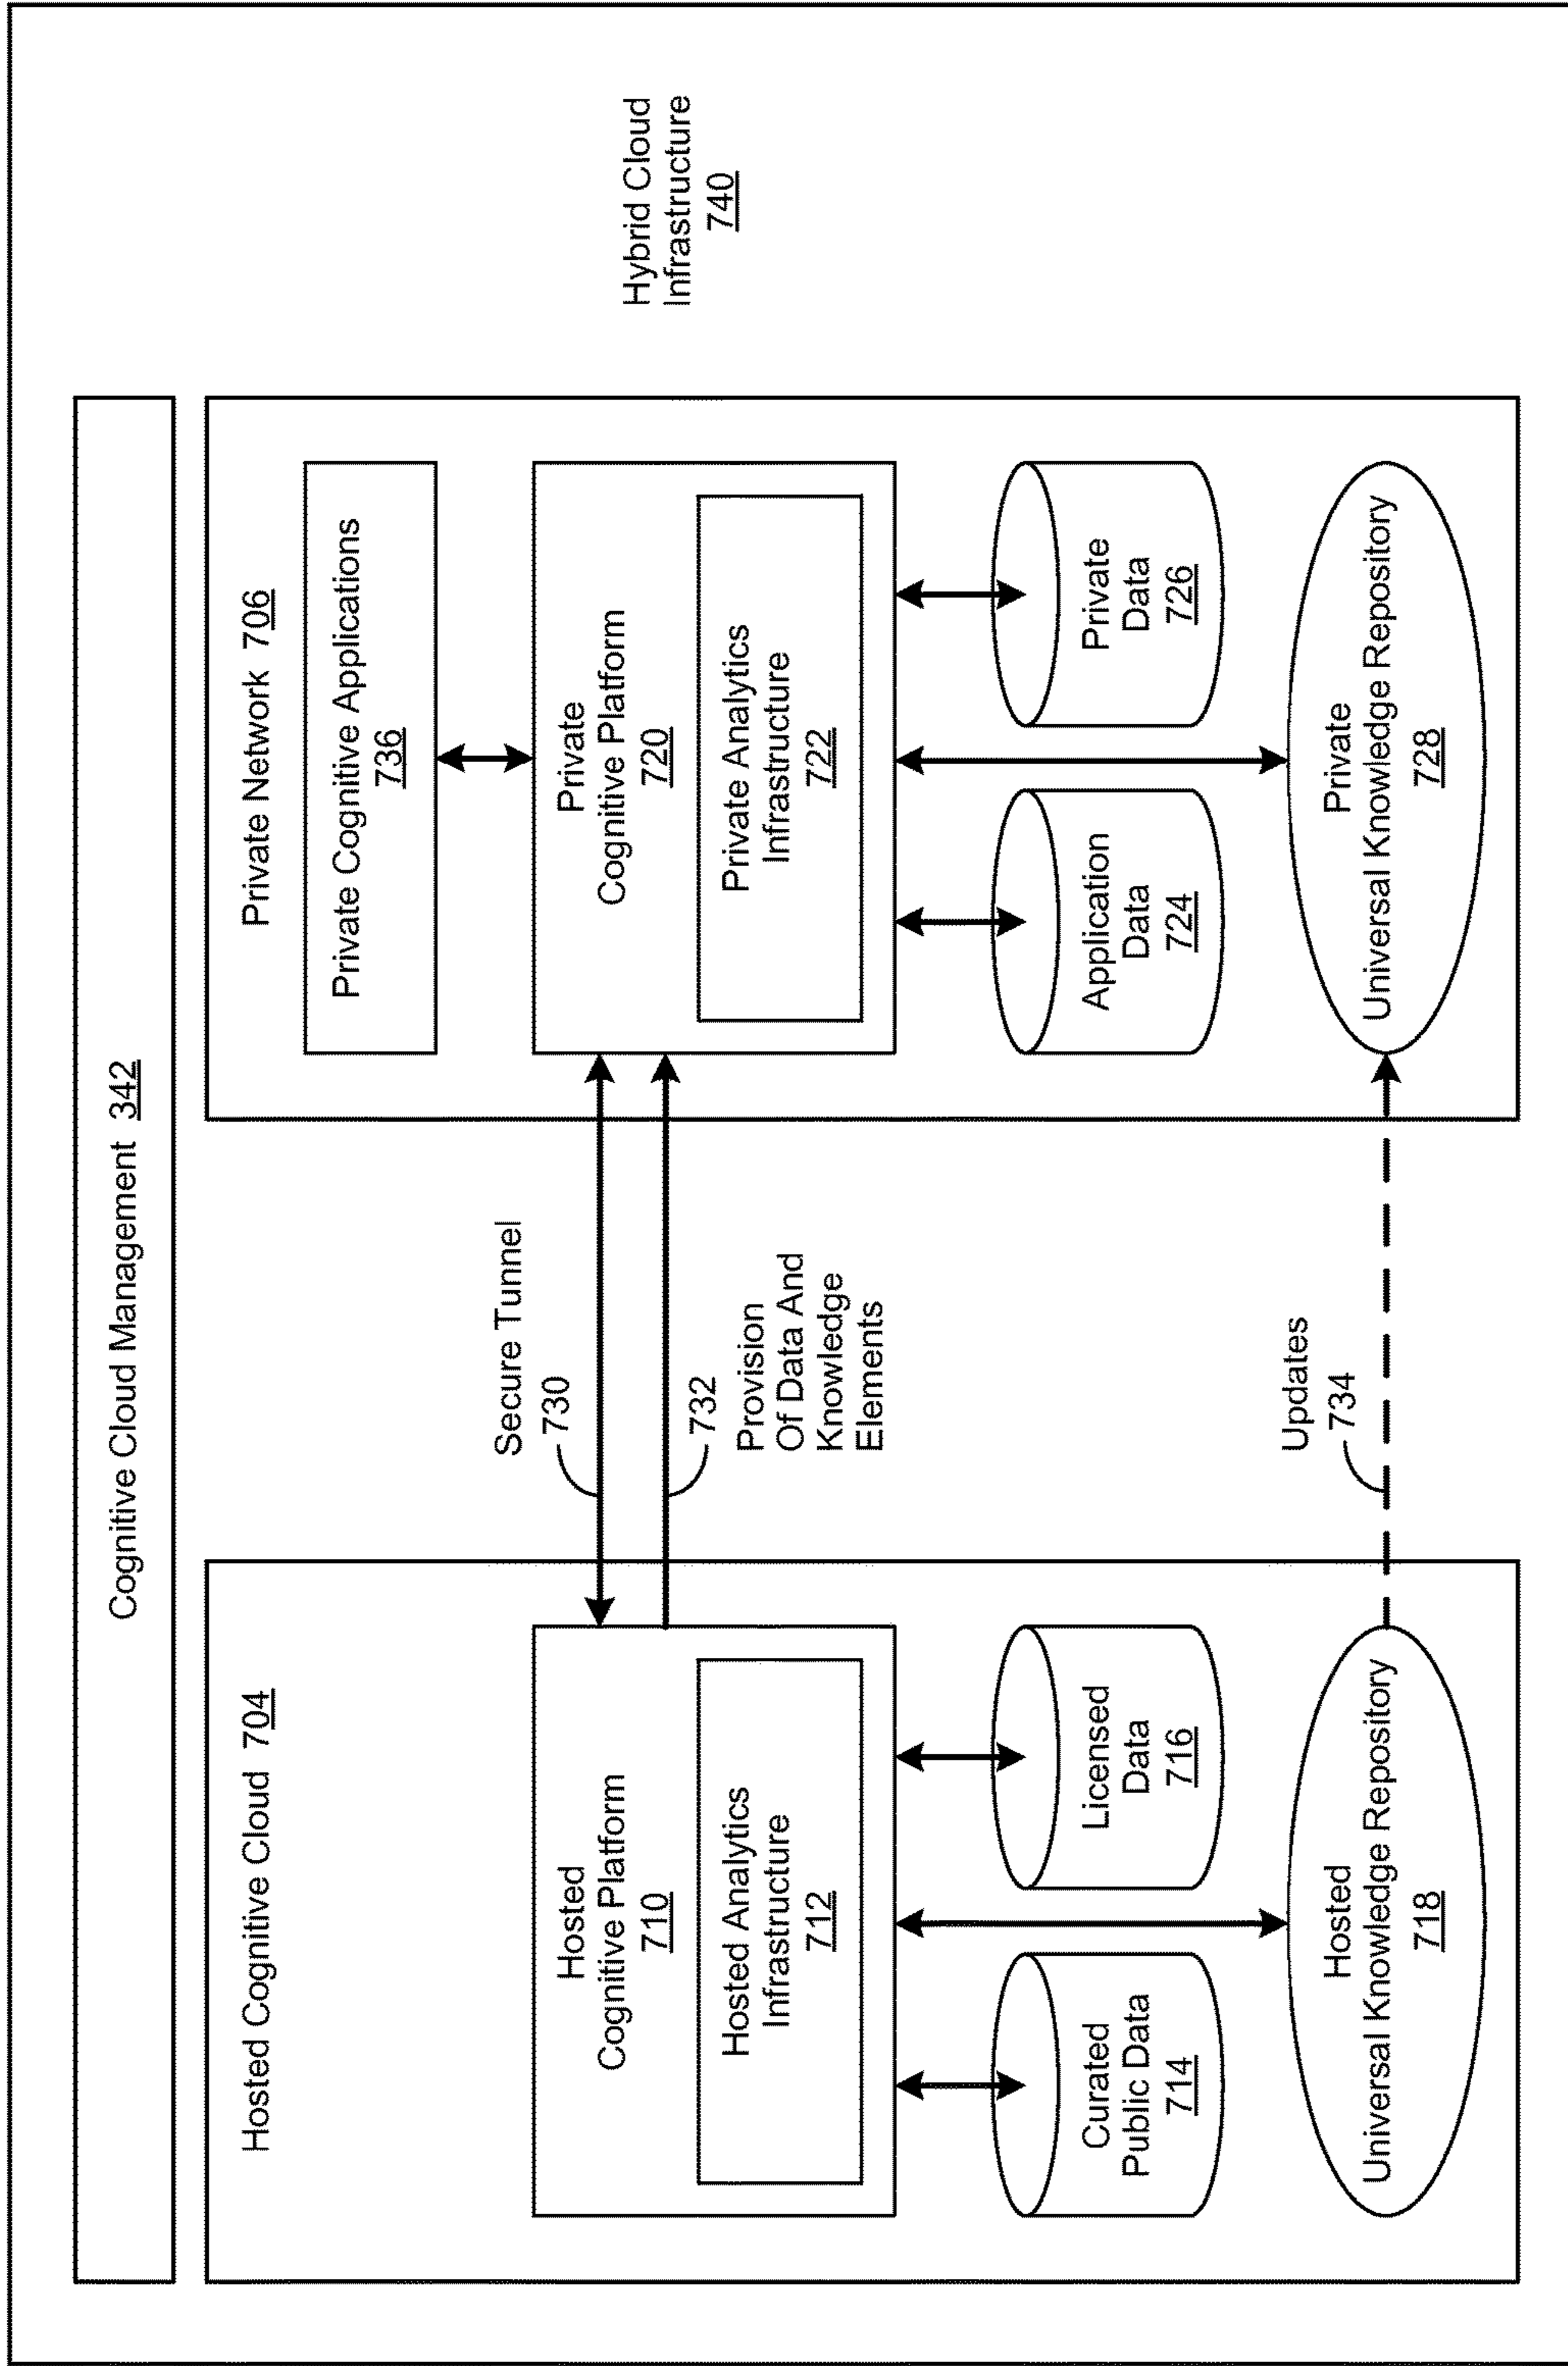 Cognitive Cloud Management 342
Hosted Cognitive Cloud 704
Hosted
Cognitive Platform
710
Hosted Analytics
Infrastructure
712
Curated
Public Data
714
Licensed
Data
716
Hosted
Universal Knowledge Repository
718
Secure Tunnel
730
732
Provision
Of Data And
Knowledge
Elements
Updates
734
Private Network 706
Private Cognitive Applications
736
Private
Cognitive Platform
720
Private Analytics
Infrastructure
722
Application
Data
724
Private
Data
726
Private
Universal Knowledge Repository
728
Hybrid Cloud
Infrastructure
740